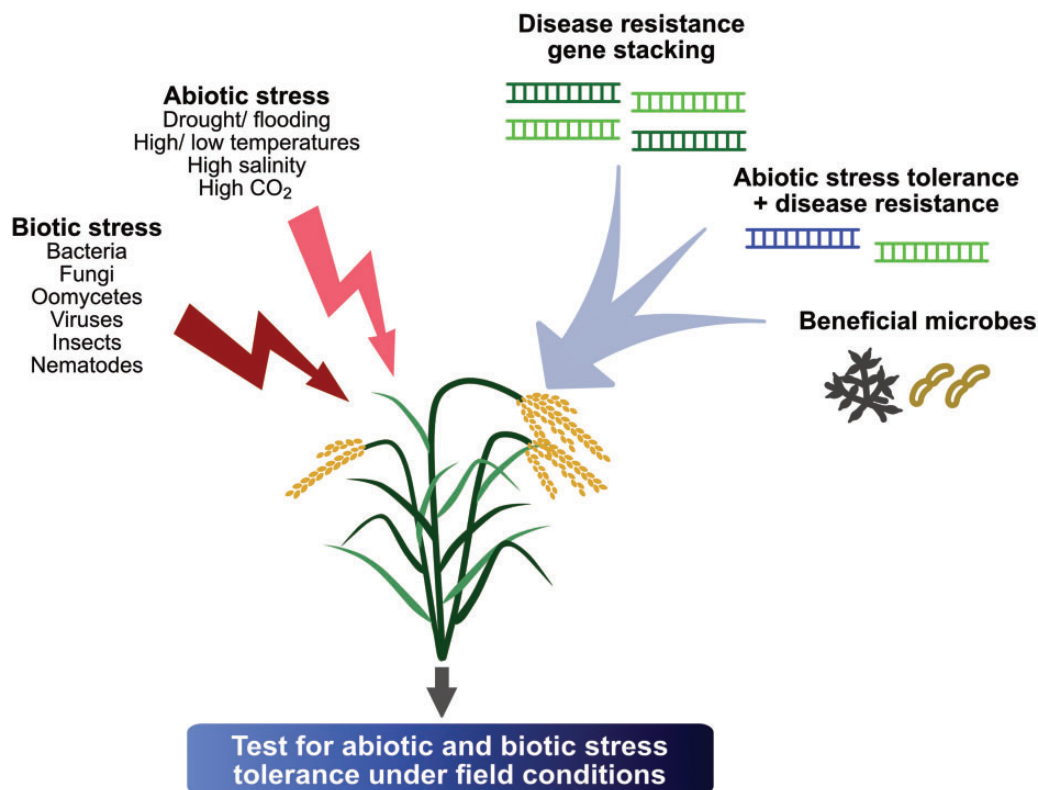 Disease resistance
gene stacking
Abiotic stress
Drought/ flooding
High/ low temperatures
High salinity
High CO₂
Abiotic stress tolerance
+ disease resistance
Biotic stress
Bacteria
Fungi
Oomycetes
Viruses
Insects
Nematodes
Beneficial microbes
Test for abiotic and biotic stress
tolerance under field conditions